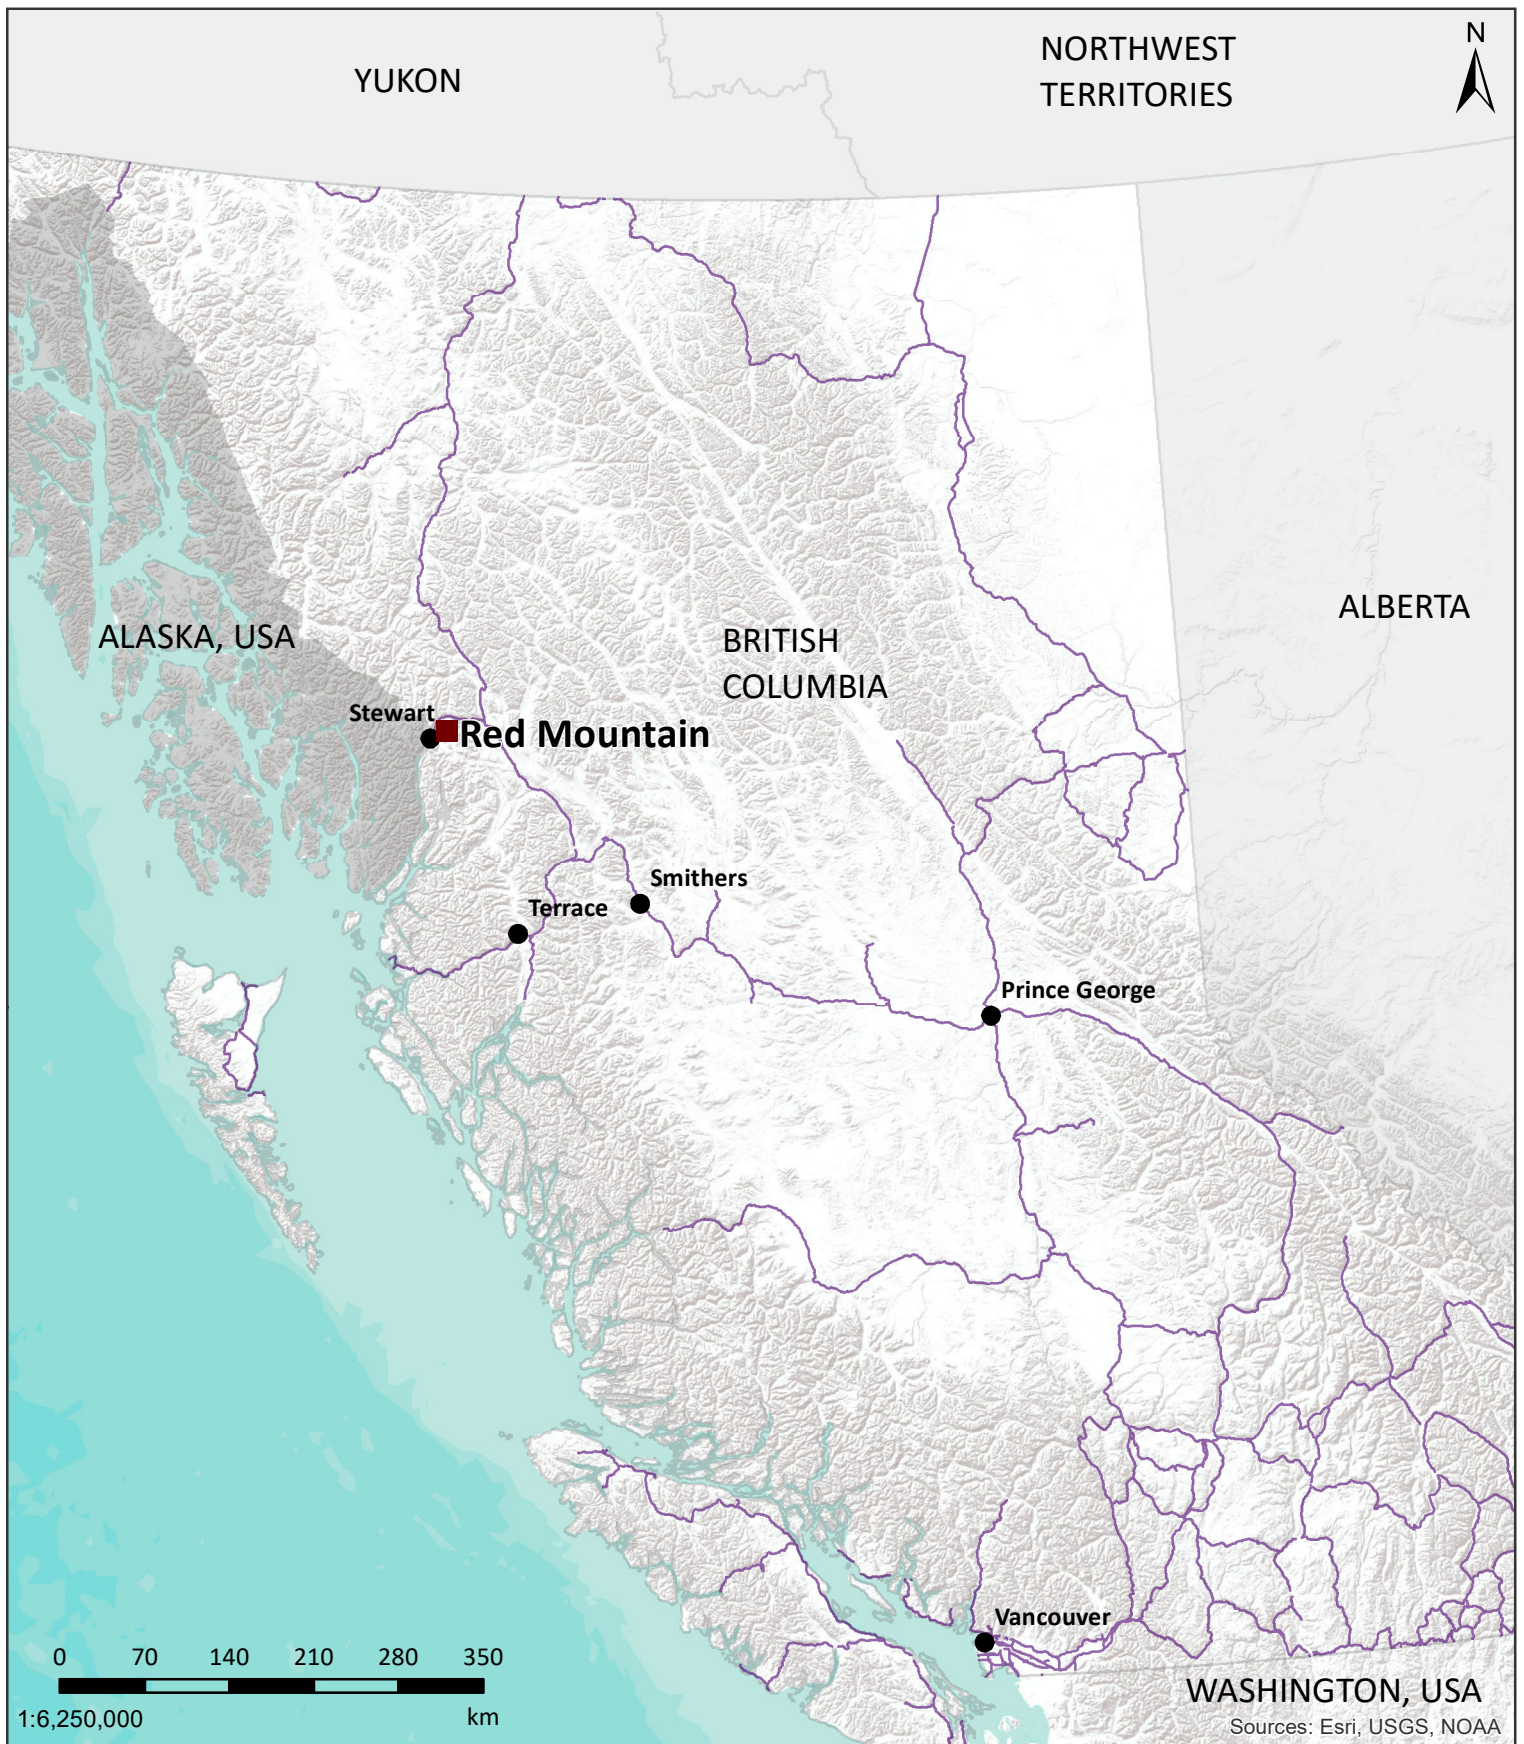 YUKON
NORTHWEST
TERRITORIES
N
ALBERTA
ALASKA, USA
BRITISH
COLUMBIA
Stewart
Red Mountain
Smithers
Terrace
Prince George
Vancouver
0 70 140 210 280 350
km
1:6,250,000
WASHINGTON, USA
Sources: Esri, USGS, NOAA